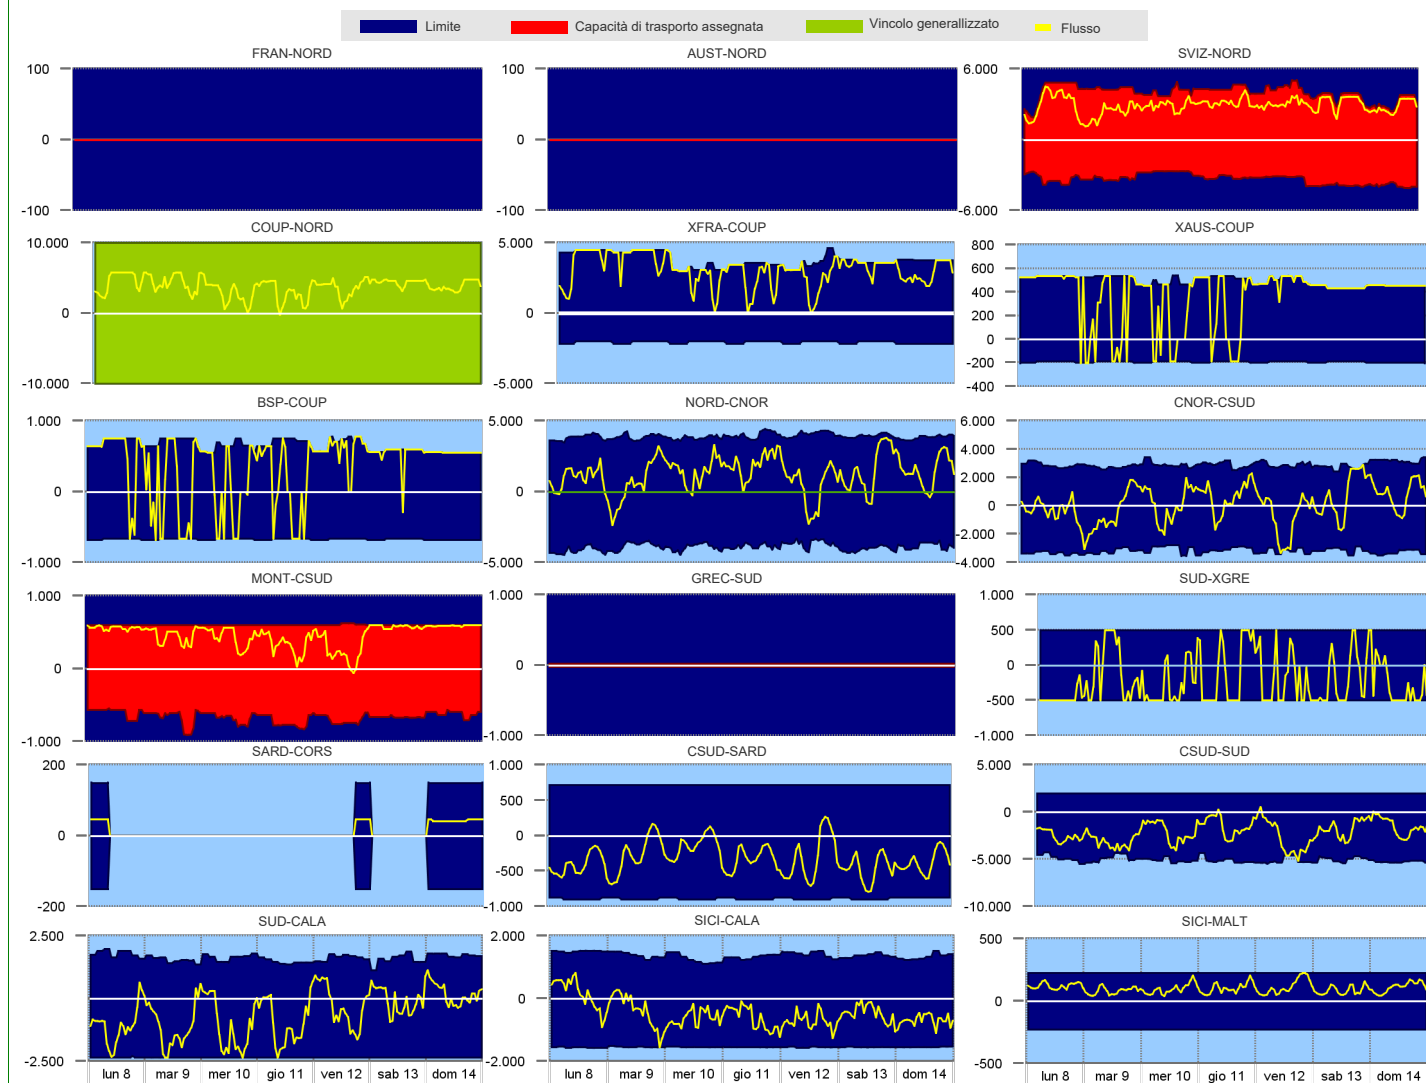 Limite Capacità di trasporto assegnata Vincolo generallizzato Flusso
FRAN-NORD AUST-NORD SVIZ-NORD
100 100 6.000
0 0
-100 -100 -6.000
COUP-NORD XFRA-COUP XAUS-COUP
10.000 5.000 800
600
400
200
0 0 0
-200
-10.000 -5.000 -400
BSP-COUP NORD-CNOR CNOR-CSUD
1.000 5.000 6.000
4.000
2.000
0 0 0
-2.000
-1.000 -5.000 -4.000
MONT-CSUD GREC-SUD SUD-XGRE
1.000 1.000 1.000
500
0 0 0
-500
-1.000 -1.000 -1.000
SARD-CORS CSUD-SARD CSUD-SUD
200 1.000 5.000
500
0 0 0
-500 -5.000
-200 -1.000 -10.000
SUD-CALA SICI-CALA SICI-MALT
2.500 2.000 500
0 0 0
-2.500 -2.000 -500
lun 8 mar 9 mer 10 gio 11 ven 12 sab 13 dom 14 lun 8 mar 9 mer 10 gio 11 ven 12 sab 13 dom 14 lun 8 mar 9 mer 10 gio 11 ven 12 sab 13 dom 14